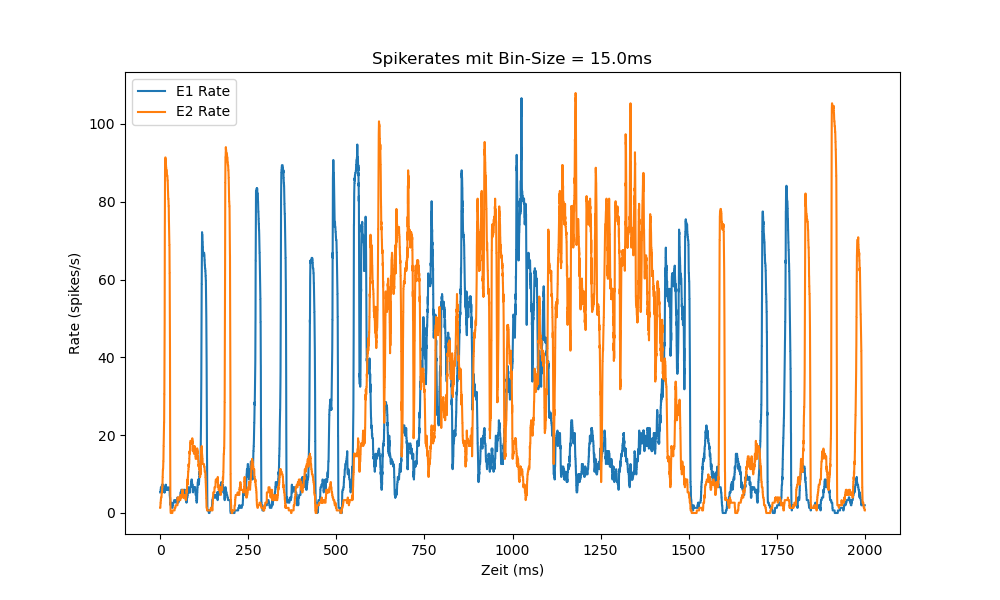 Spikerates mit Bin-Size = 15.0ms
E1 Rate
E2 Rate
100
80
60
40
20
0
Rate (spikes/s)
0 250 500 750 1000 1250 1500 1750 2000
Zeit (ms)